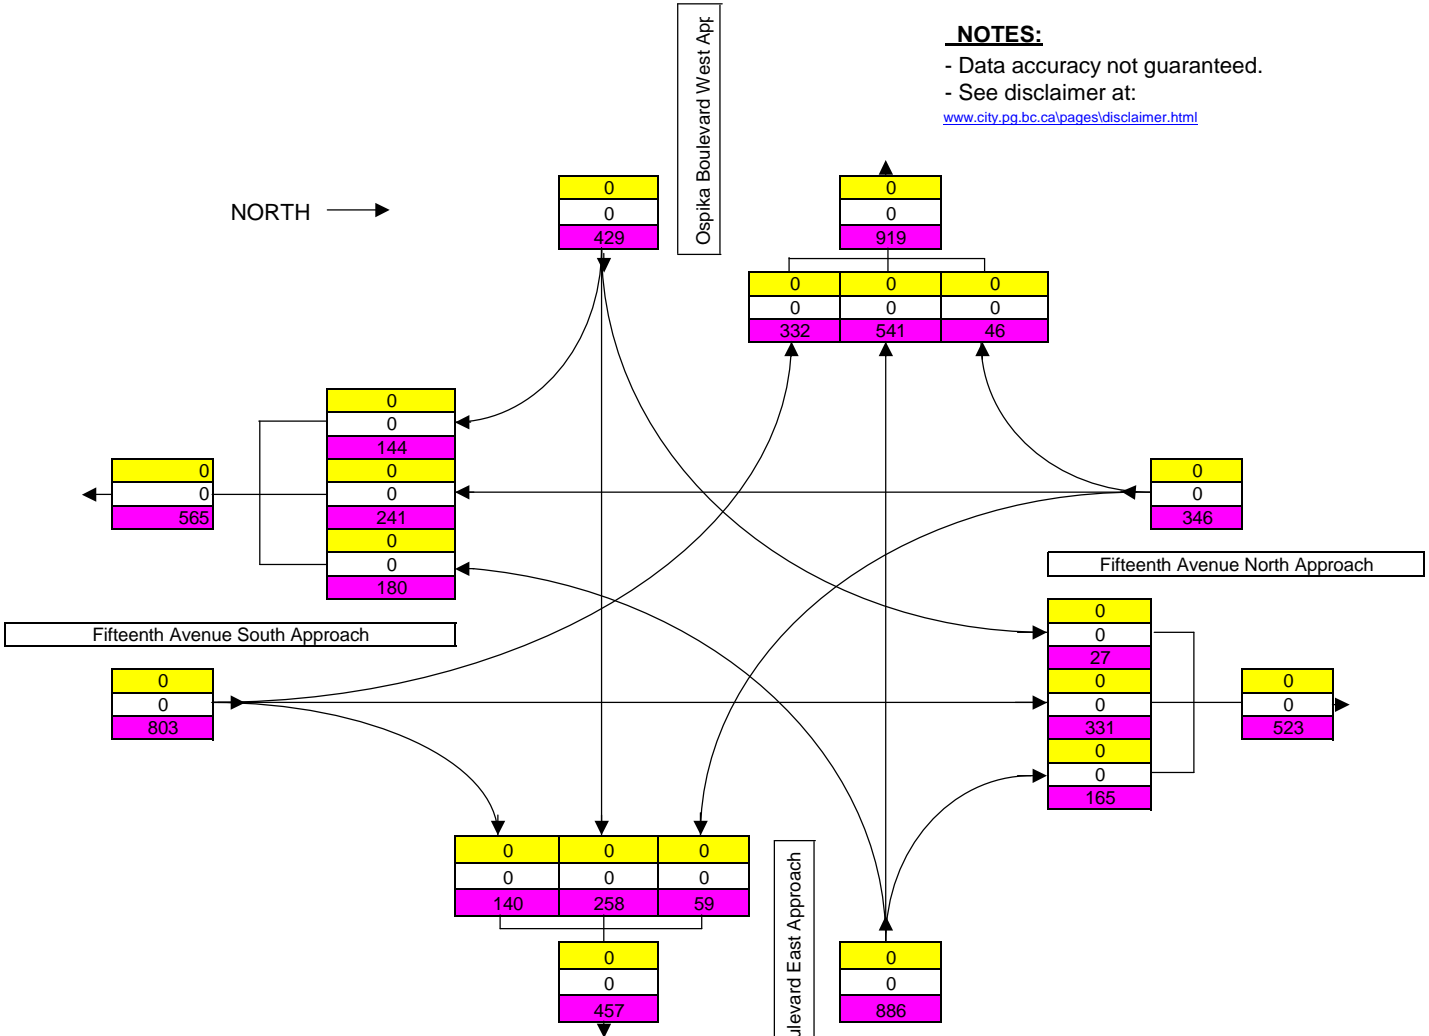 NOTES:
- Data accuracy not guaranteed.
- See disclaimer at:
www.city.pg.bc.ca\pages\disclaimer.html
Ospika Boulevard West
NORTH
0
0
429
0
0
919
0 0 0
0 0 0
332 541 46
0
0
144
0
0
241
0
0
180
0
0
565
0
0
346
Fifteenth Avenue North Approach
Fifteenth Avenue South Approach
0
0
27
0
0
331
0
0
165
0
0
523
0
0
803
0 0 0
0 0 0
140 258 59
East Approach
0
0
457
0
0
886